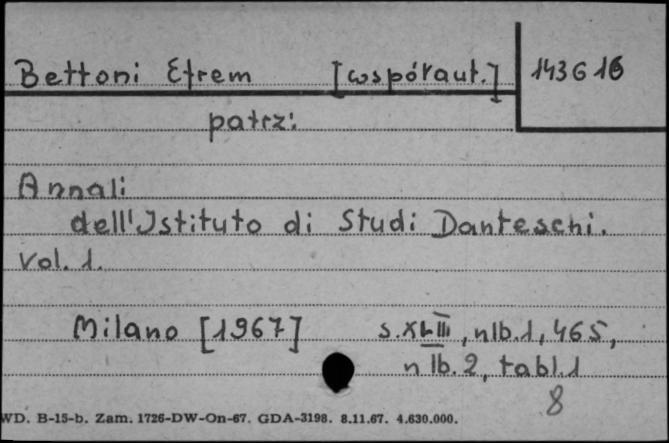 Bettoni Efrem [współaut.] 143616
patrz:
Annali
dell'Istituto di Studi Danteschi.
Vol. 1.
Milano [1967] s. XLIII, nlb. 1, 465,
nlb. 2, tabl. 1
8
WD. B-15-b. Zam. 1726-DW-On-67. GDA-3198. 8.11.67. 4.630.000.